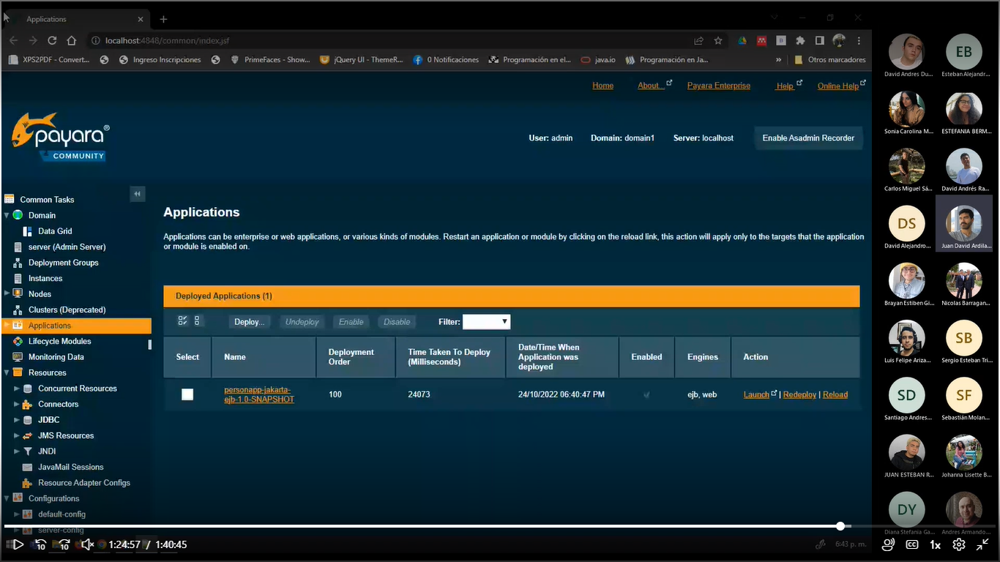 Applications
localhost:4848/common/index.jsf
XPS2PDF - Convert...
Ingreso Inscripciones
PrimeFaces - Show...
jQuery UI - ThemeR...
0 Notificaciones
Programación en el...
java.io
Programación en Ja...
»
Otros marcadores
Home
About...
Payara Enterprise
Help
Online Help
payara®
COMMUNITY
User: admin
Domain: domain1
Server: localhost
Enable Asadmin Recorder
Common Tasks
Domain
Data Grid
server (Admin Server)
Deployment Groups
Instances
Nodes
Clusters (Deprecated)
Applications
Lifecycle Modules
Monitoring Data
Resources
Concurrent Resources
Connectors
JDBC
JMS Resources
JNDI
JavaMail Sessions
Resource Adapter Configs
Configurations
default-config
server-config
Applications
Applications can be enterprise or web applications, or various kinds of modules. Restart an application or module by clicking on the reload link, this action will apply only to the targets that the application
or module is enabled on.
Deployed Applications (1)
Deploy...
Undeploy
Enable
Disable
Filter:
Select
Name
Deployment
Order
Time Taken To Deploy
(Milliseconds)
Date/Time When
Application was
deployed
Enabled
Engines
Action
personapp-jakarta-
ejb-1.0-SNAPSHOT
100
24073
24/10/2022 06:40:47 PM
ejb, web
Launch | Redeploy | Reload
David Andres Du...
EB
Esteban Alejandr...
Sonia Carolina M...
ESTEFANIA BERM...
Carlos Miguel Sá...
David Andrés Ra...
DS
David Alejandro...
Juan David Ardila...
Brayan Estiben Gi...
Nicolas Barragan...
Luis Felipe Ariza...
SB
Sergio Esteban Tri...
SD
Santiago Andres...
SF
Sebastián Molan...
JUAN ESTEBAN R...
Johanna Lisette B...
DY
Diana Stefania Ga...
Andres Armando...
10
10
1:24:57 / 1:40:45
6:43 p. m.
CC
1x